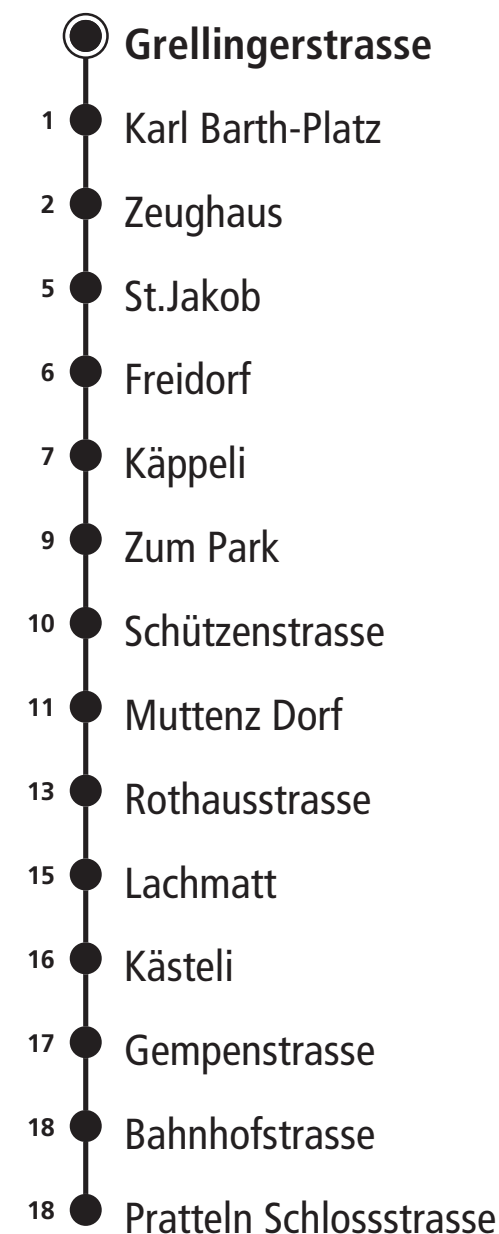 Grellingerstrasse
1 Karl Barth-Platz
2 Zeughaus
5 St.Jakob
6 Freidorf
7 Käppeli
9 Zum Park
10 Schützenstrasse
11 Muttenz Dorf
13 Rothausstrasse
15 Lachmatt
16 Kästeli
17 Gempenstrasse
18 Bahnhofstrasse
18 Pratteln Schlossstrasse